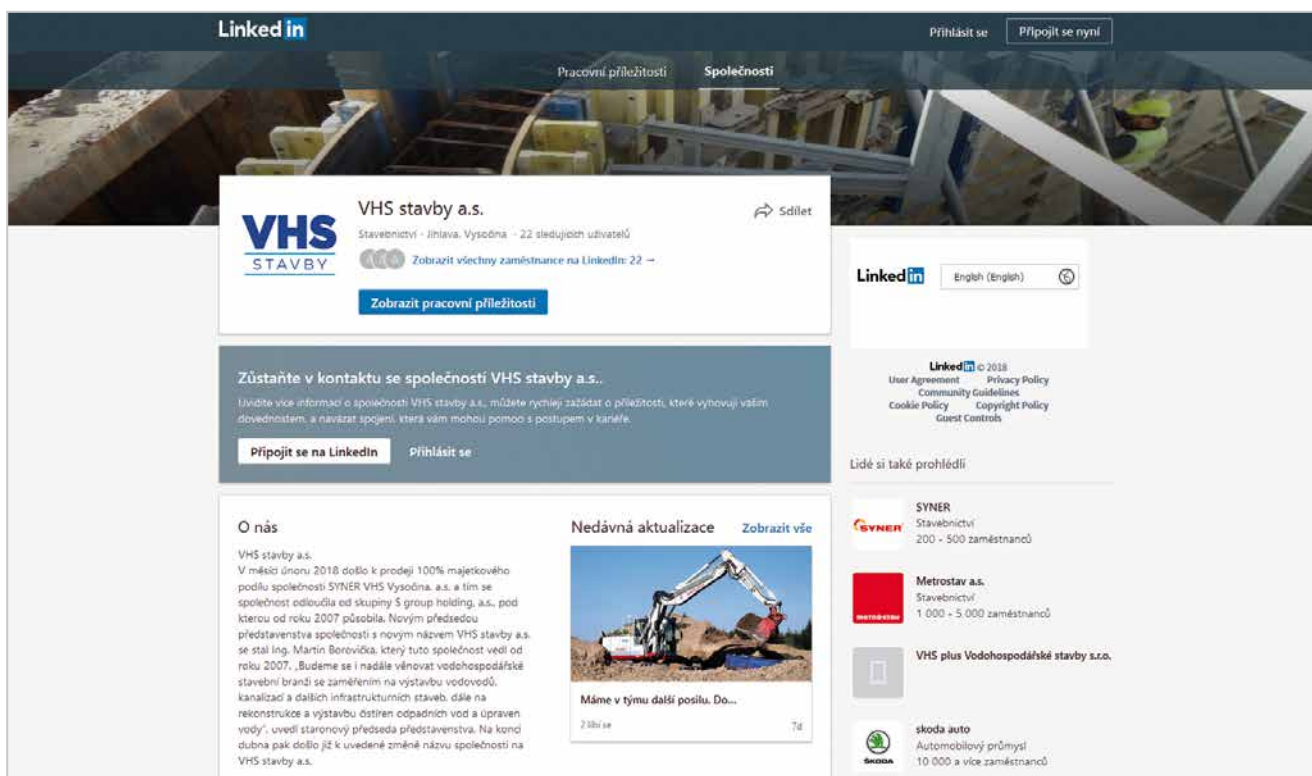 Linked in
Přihlásit se
Připojit se nyní
Pracovní příležitosti
Společnosti
VHS
STAVBY
VHS stavby a.s.
Sdílet
Stavebnictví · Jihlava, Vysočina · 22 sledujících uživatelů
Zobrazit všechny zaměstnance na LinkedIn: 22 →
Zobrazit pracovní příležitosti
Zůstaňte v kontaktu se společností VHS stavby a.s..
Uvidíte více informací o společnosti VHS stavby a.s., můžete rychleji zažádat o příležitosti, které vyhovují vašim
dovednostem, a navázat spojení, která vám mohou pomoci s postupem v kariéře.
Připojit se na LinkedIn
Přihlásit se
O nás
VHS stavby a.s.
V měsíci únoru 2018 došlo k prodeji 100% majetkového
podílu společnosti SYNER VHS Vysočina, a.s. a tím se
společnost odloučila od skupiny S group holding, a.s., pod
kterou od roku 2007 působila. Novým předsedou
představenstva společnosti s novým názvem VHS stavby a.s.
se stal Ing. Martin Borovička, který tuto společnost vedl od
roku 2007. „Budeme se i nadále věnovat vodohospodářské
stavební branži se zaměřením na výstavbu vodovodů,
kanalizací a dalších infrastrukturních staveb, dále na
rekonstrukce a výstavbu čistíren odpadních vod a úpraven
vody", uvedl staronový předseda představenstva. Na konci
dubna pak došlo již k uvedené změně názvu společnosti na
VHS stavby a.s.
Nedávná aktualizace
Zobrazit vše
Máme v týmu další posilu. Do...
2 líbí se
7d
Linked in
English (English)
Linked in © 2018
User Agreement Privacy Policy
Community Guidelines
Cookie Policy Copyright Policy
Guest Controls
Lidé si také prohlédli
SYNER
SYNER
Stavebnictví
200 - 500 zaměstnanců
METROSTAV
Metrostav a.s.
Stavebnictví
1 000 - 5 000 zaměstnanců
VHS plus Vodohospodářské stavby s.r.o.
ŠKODA
skoda auto
Automobilový průmysl
10 000 a více zaměstnanců